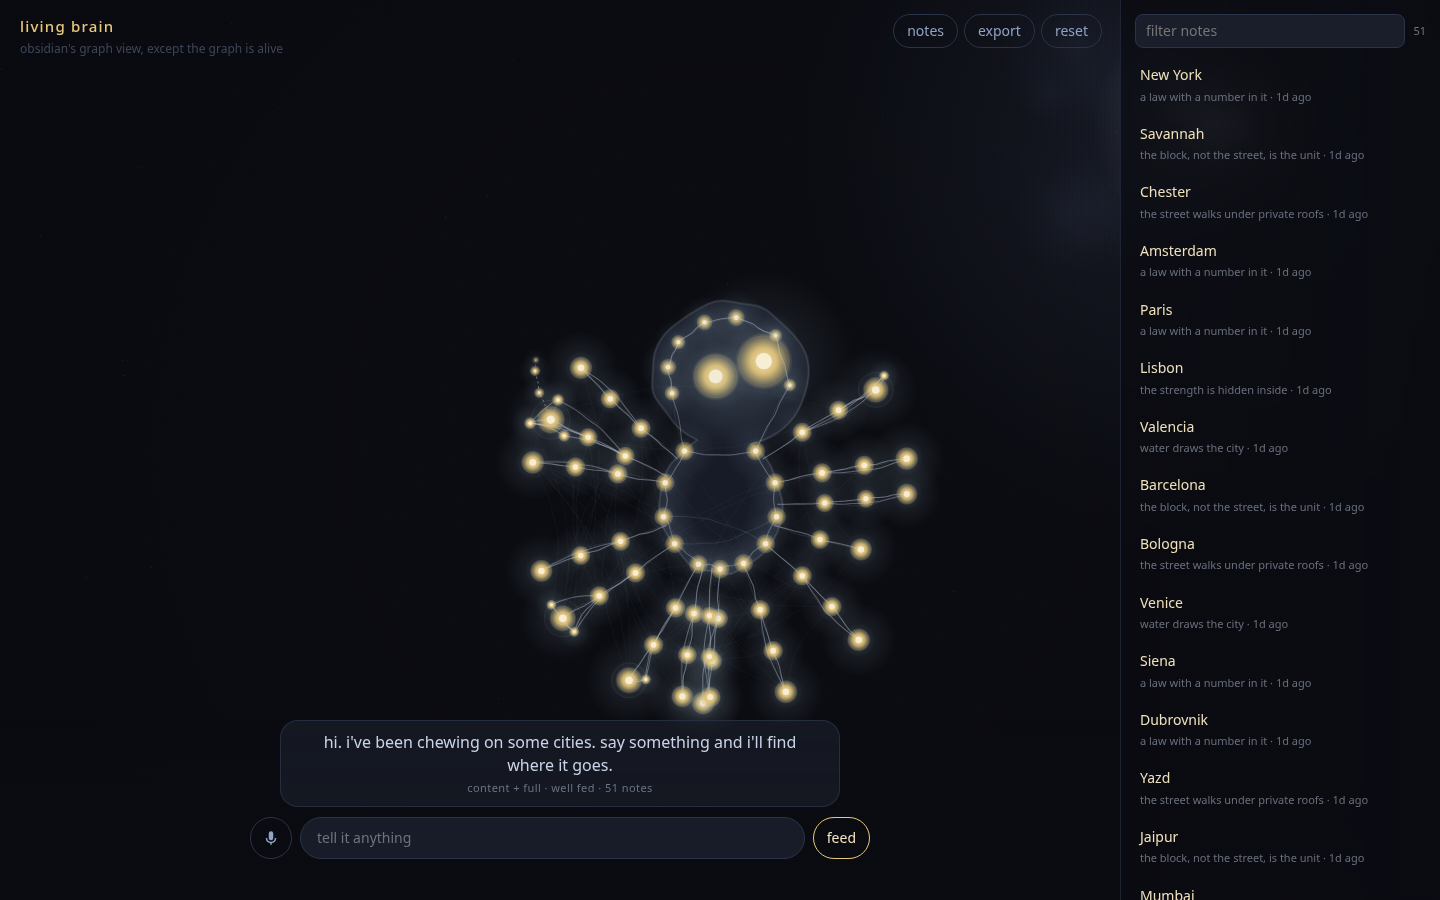 living brain
obsidian's graph view, except the graph is alive
notes
export
reset
filter notes
51
New York
a law with a number in it · 1d ago
Savannah
the block, not the street, is the unit · 1d ago
Chester
the street walks under private roofs · 1d ago
Amsterdam
a law with a number in it · 1d ago
Paris
a law with a number in it · 1d ago
Lisbon
the strength is hidden inside · 1d ago
Valencia
water draws the city · 1d ago
Barcelona
the block, not the street, is the unit · 1d ago
Bologna
the street walks under private roofs · 1d ago
Venice
water draws the city · 1d ago
Siena
a law with a number in it · 1d ago
Dubrovnik
a law with a number in it · 1d ago
Yazd
the street walks under private roofs · 1d ago
Jaipur
the block, not the street, is the unit · 1d ago
Mumbai
hi. i've been chewing on some cities. say something and i'll find
where it goes.
content + full · well fed · 51 notes
tell it anything
feed